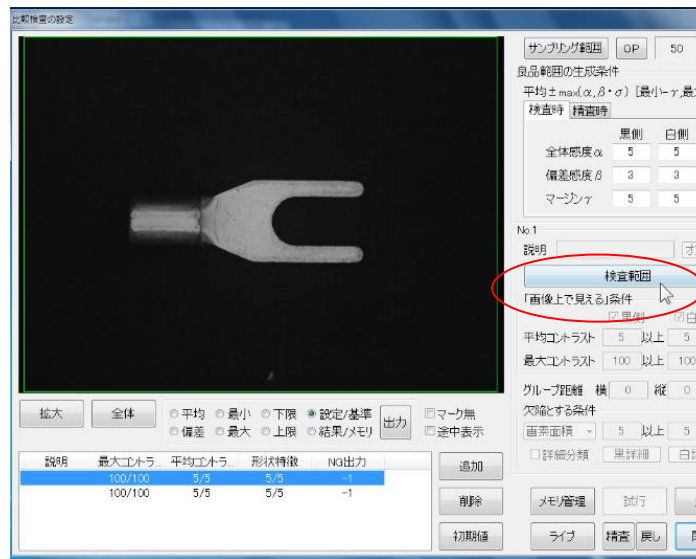 比較検査の設定
サンプリング範囲 OP 50
良品範囲の生成条件
平均±max(α,β・σ) [最小-γ,最
検査時 精査時
黒側 白側
全体感度α 5 5
偏差感度β 3 3
マージンγ 5 5
No.1
説明
検査範囲
「画像上で見える」条件
黒側 白
平均コントラスト 5 以上 5
最大コントラスト 100 以上 100
グループ距離 横 0 縦 0
欠陥とする条件
画素面積 5 以上 5
詳細分類 黒詳細 白詳
拡大 全体 平均 最小 下限 設定/基準 出力 マーク無
偏差 最大 上限 結果/メモリ 途中表示
説明 最大コントラ... 平均コントラ... 形状特徴 NG出力
100/100 5/5 5/5 -1
100/100 5/5 5/5 -1
追加
削除
初期値
メモリ管理 試行
ライブ 精査 戻し